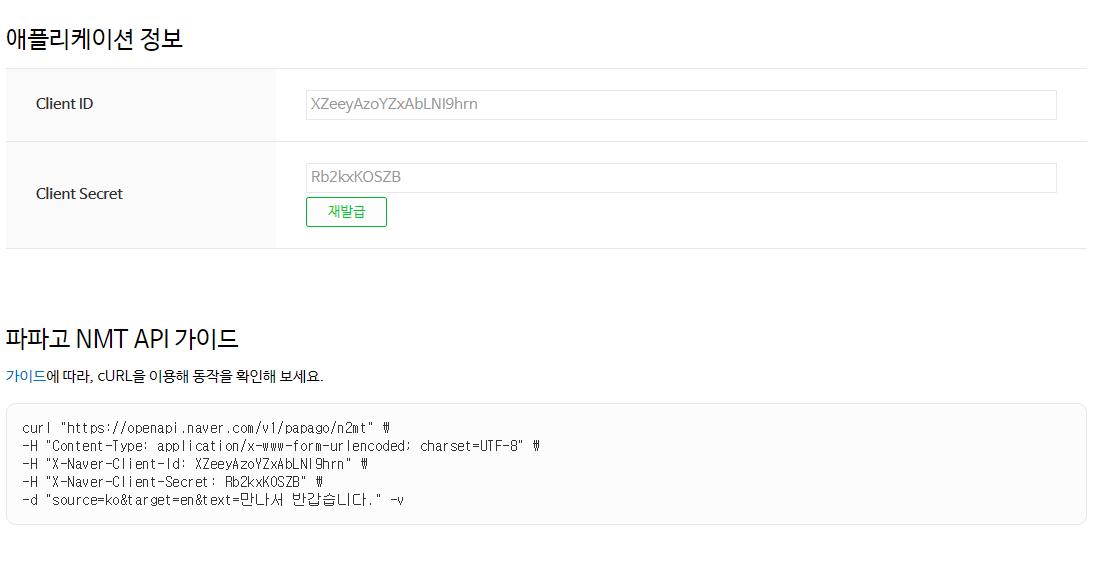 애플리케이션 정보
Client ID
XZeeyAzoYZxAbLNI9hrn
Client Secret
Rb2kxKOSZB
재발급
파파고 NMT API 가이드
가이드에 따라, cURL을 이용해 동작을 확인해 보세요.
curl "https://openapi.naver.com/v1/papago/n2mt" ₩
-H "Content-Type: application/x-www-form-urlencoded; charset=UTF-8" ₩
-H "X-Naver-Client-Id: XZeeyAzoYZxAbLNI9hrn" ₩
-H "X-Naver-Client-Secret: Rb2kxKOSZB" ₩
-d "source=ko&target=en&text=만나서 반갑습니다." -v